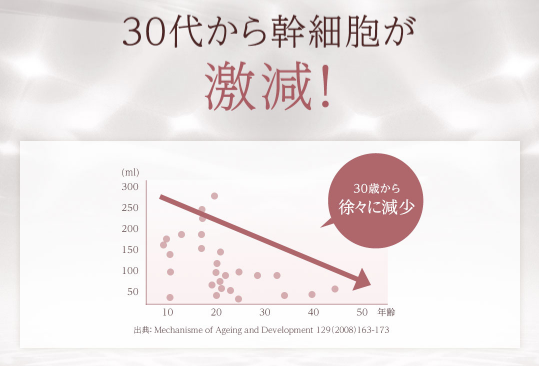 30代から幹細胞が
激減!
(ml)
300
250
200
150
100
50
10 20 30 40 50 年齢
30歳から
徐々に減少
出典: Mechanisme of Ageing and Development 129(2008)163-173